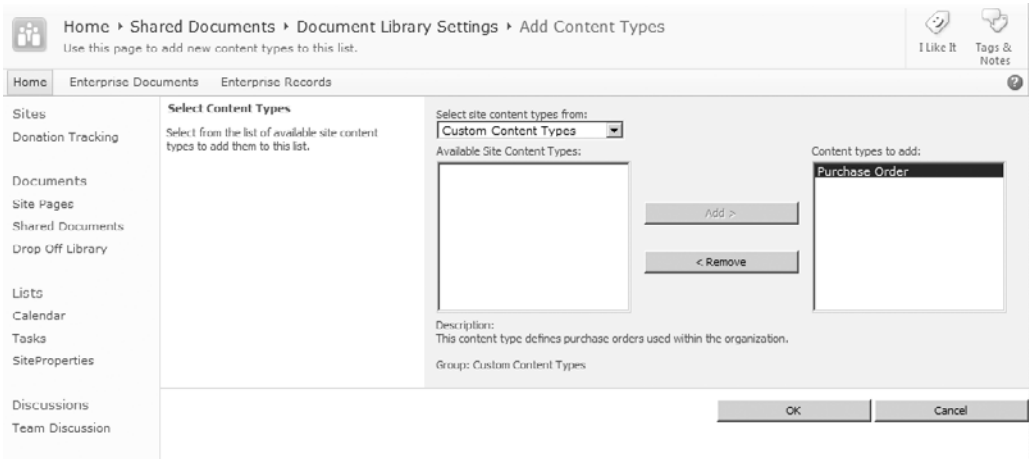 Home ▸ Shared Documents ▸ Document Library Settings ▸ Add Content Types
Use this page to add new content types to this list.
I Like It
Tags &
Notes
Home Enterprise Documents Enterprise Records
Sites
Donation Tracking
Documents
Site Pages
Shared Documents
Drop Off Library
Lists
Calendar
Tasks
SiteProperties
Discussions
Team Discussion
Select Content Types
Select from the list of available site content
types to add them to this list.
Select site content types from:
Custom Content Types
Available Site Content Types:
Add >
< Remove
Content types to add:
Purchase Order
Description:
This content type defines purchase orders used within the organization.
Group: Custom Content Types
OK Cancel